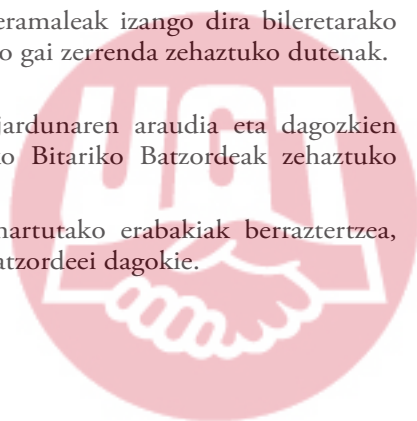 eramaleak izango dira bileretarako
o gai zerrenda zehaztuko dutenak.
jardunaren araudia eta dagozkien
ko Bitariko Batzordeak zehaztuko
hartutako erabakiak berraztertzea,
atzordeei dagokie.
UGT